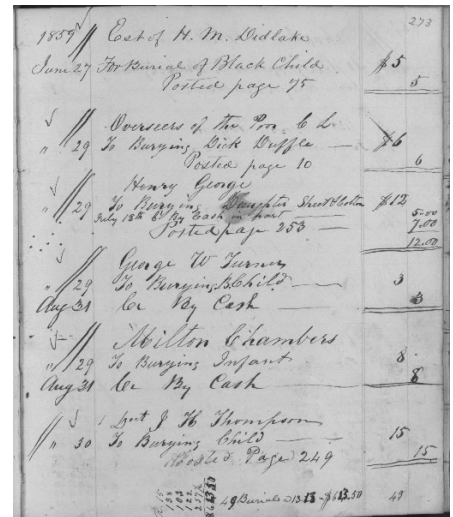 273
1859 // Est of H. M. Didlake
June 27 For Burial of Black Child $5
Posted page 75 5
// Overseers of the Poor C L
" 29 To Burying Dick Duffle — $6
Posted page 10 6
// Henry George
" 29 To Burying Daughter Sheet & Cotton $12
July 18th Cr By Cash in part — 5.00
Posted page 253 — 7.00
12.00
// George W Turner
" 29 To Burying B. Child — 3
Aug 31 Cr By Cash — 3
// Milton Chambers
" 29 To Burying Infant 8
Aug 31 Cr By Cash — 8
J H Thompson
// " 30 To Burying Child — 15
Posted Page 249 15
49 Burials $613.50 49